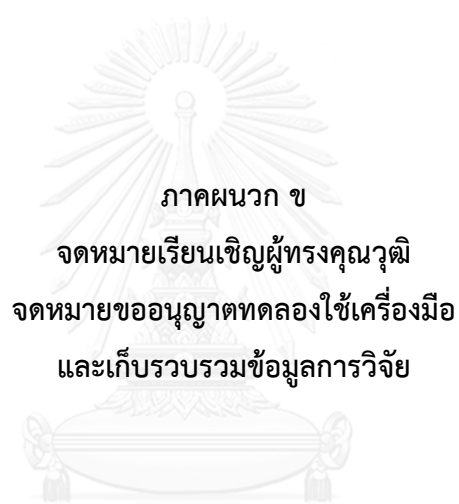 ภาคผนวก ข
จดหมายเรียนเชิญผู้ทรงคุณวุฒิ
จดหมายขออนุญาตทดลองใช้เครื่องมือ
และเก็บรวบรวมข้อมูลการวิจัย